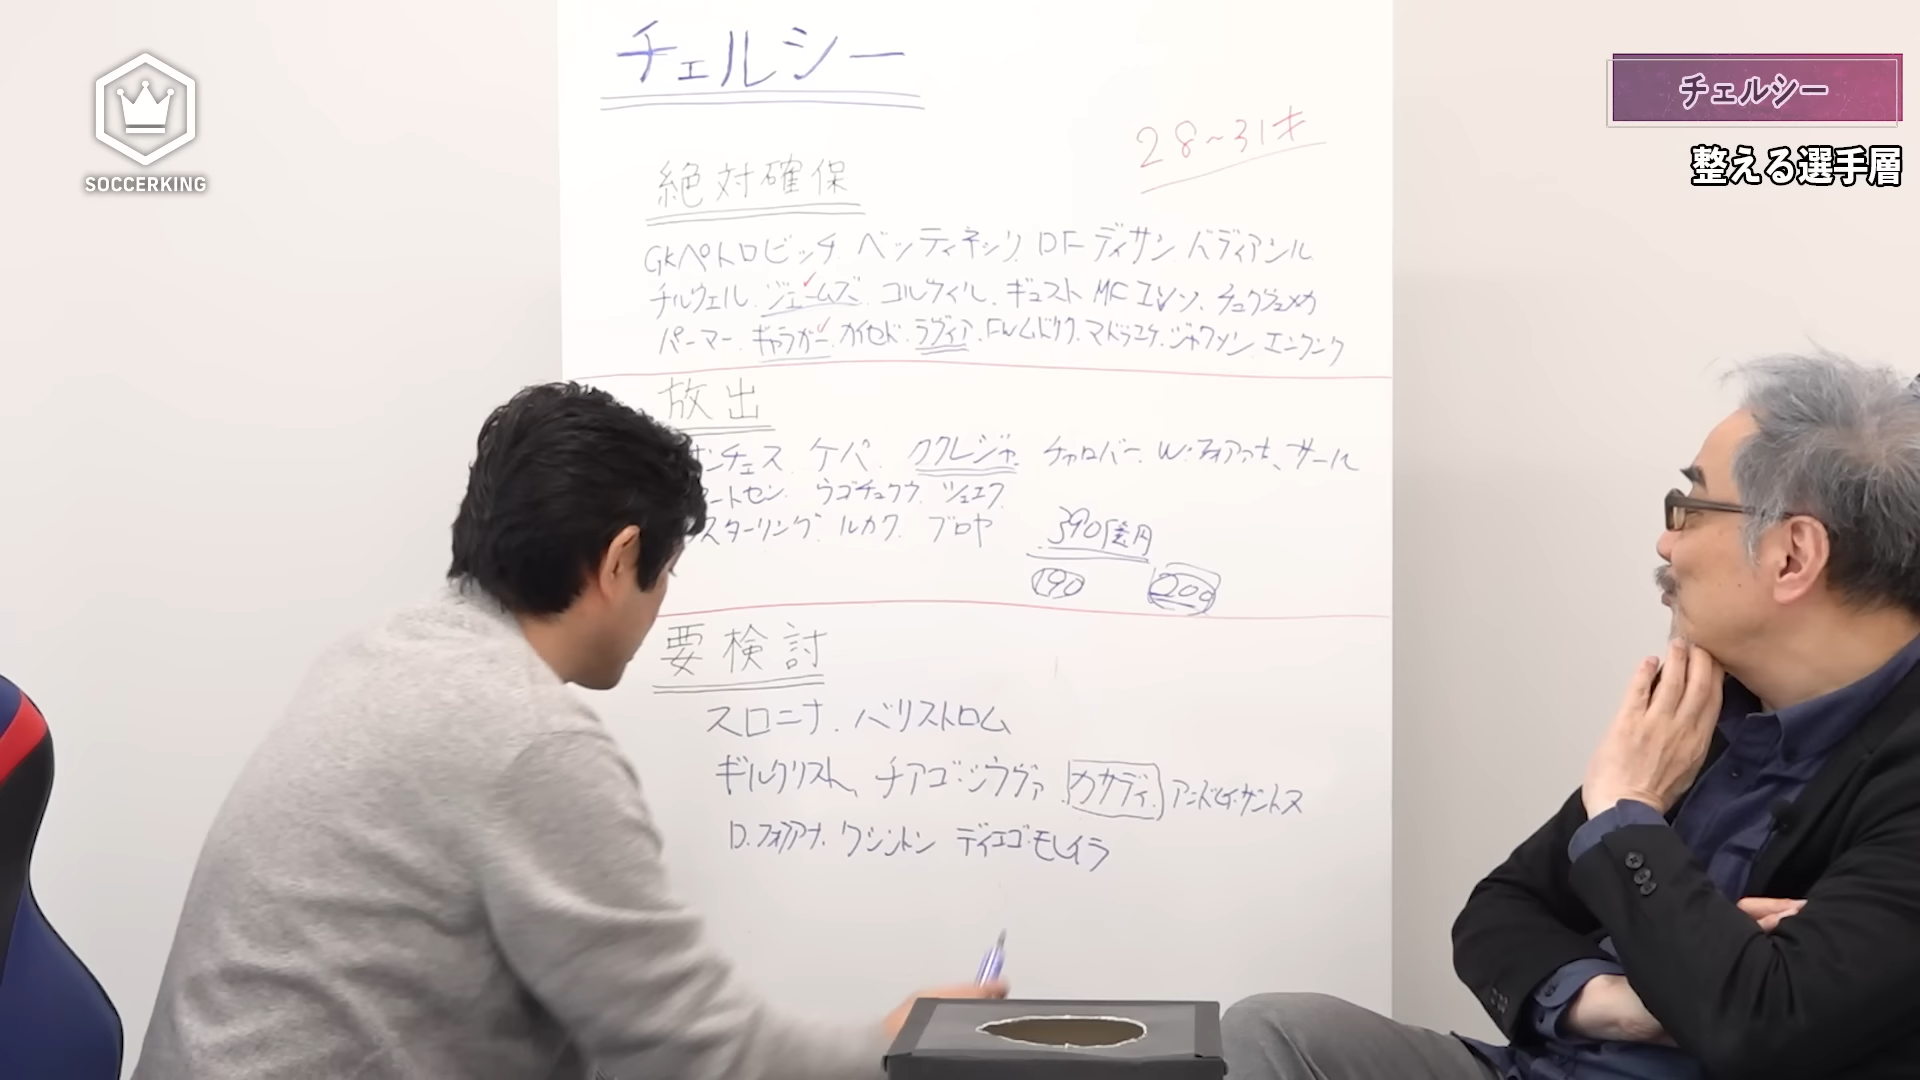 チェルシー
SOCCERKING
チェルシー
整える選手層
28~31才
絶対確保
GKペトロビッチ ベッティネッリ DFディサシ バディアシル
チルウェル.ジェームズ.コルウィル.ギュスト MFエンソ.チュクウェメカ
パーマー.ギャラガー.カイセド.ラヴィア.FWムドリク.マドゥエケ.ジャクソン.エンクンク
放出
ンチェス ケパ. ククレジャ チャロバー.W.フォファナ、サール
ートセン. ウゴチュクウ. ツィエク
スターリング ルカク. ブロヤ
390億円
190
200
要検討
スロニナ.ベリストロム
ギルクリスト、チアゴ・シウヴァ カサディ.アンドレイ・サントス
D.フォファナ.ワシントン ディエゴ・モレイラ